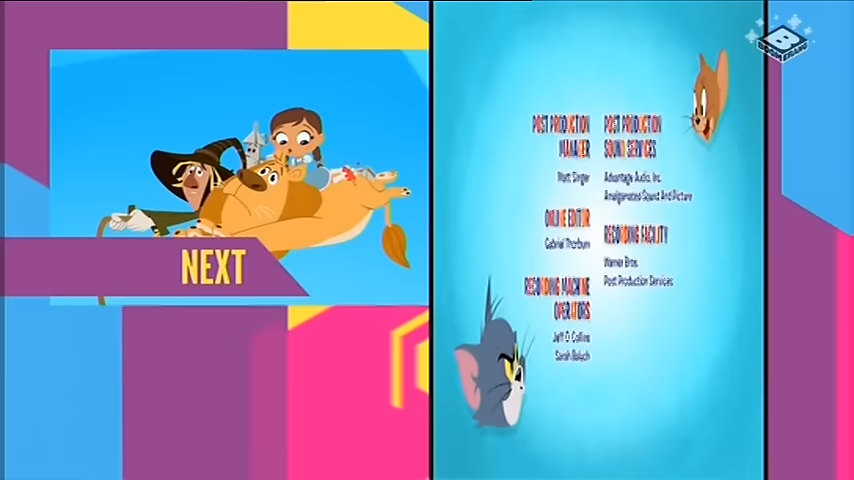 BOOMERANG
NEXT
POST PRODUCTION
MANAGER
Matt Singer
ONLINE EDITOR
Gabriel Thorburn
RECORDING MACHINE
OPERATORS
Jeff O. Collins
Sarah Baluch
POST PRODUCTION
SOUND SERVICES
Advantage Audio, Inc.
Amalgamated Sound And Picture
RECORDING FACILITY
Warner Bros.
Post Production Services